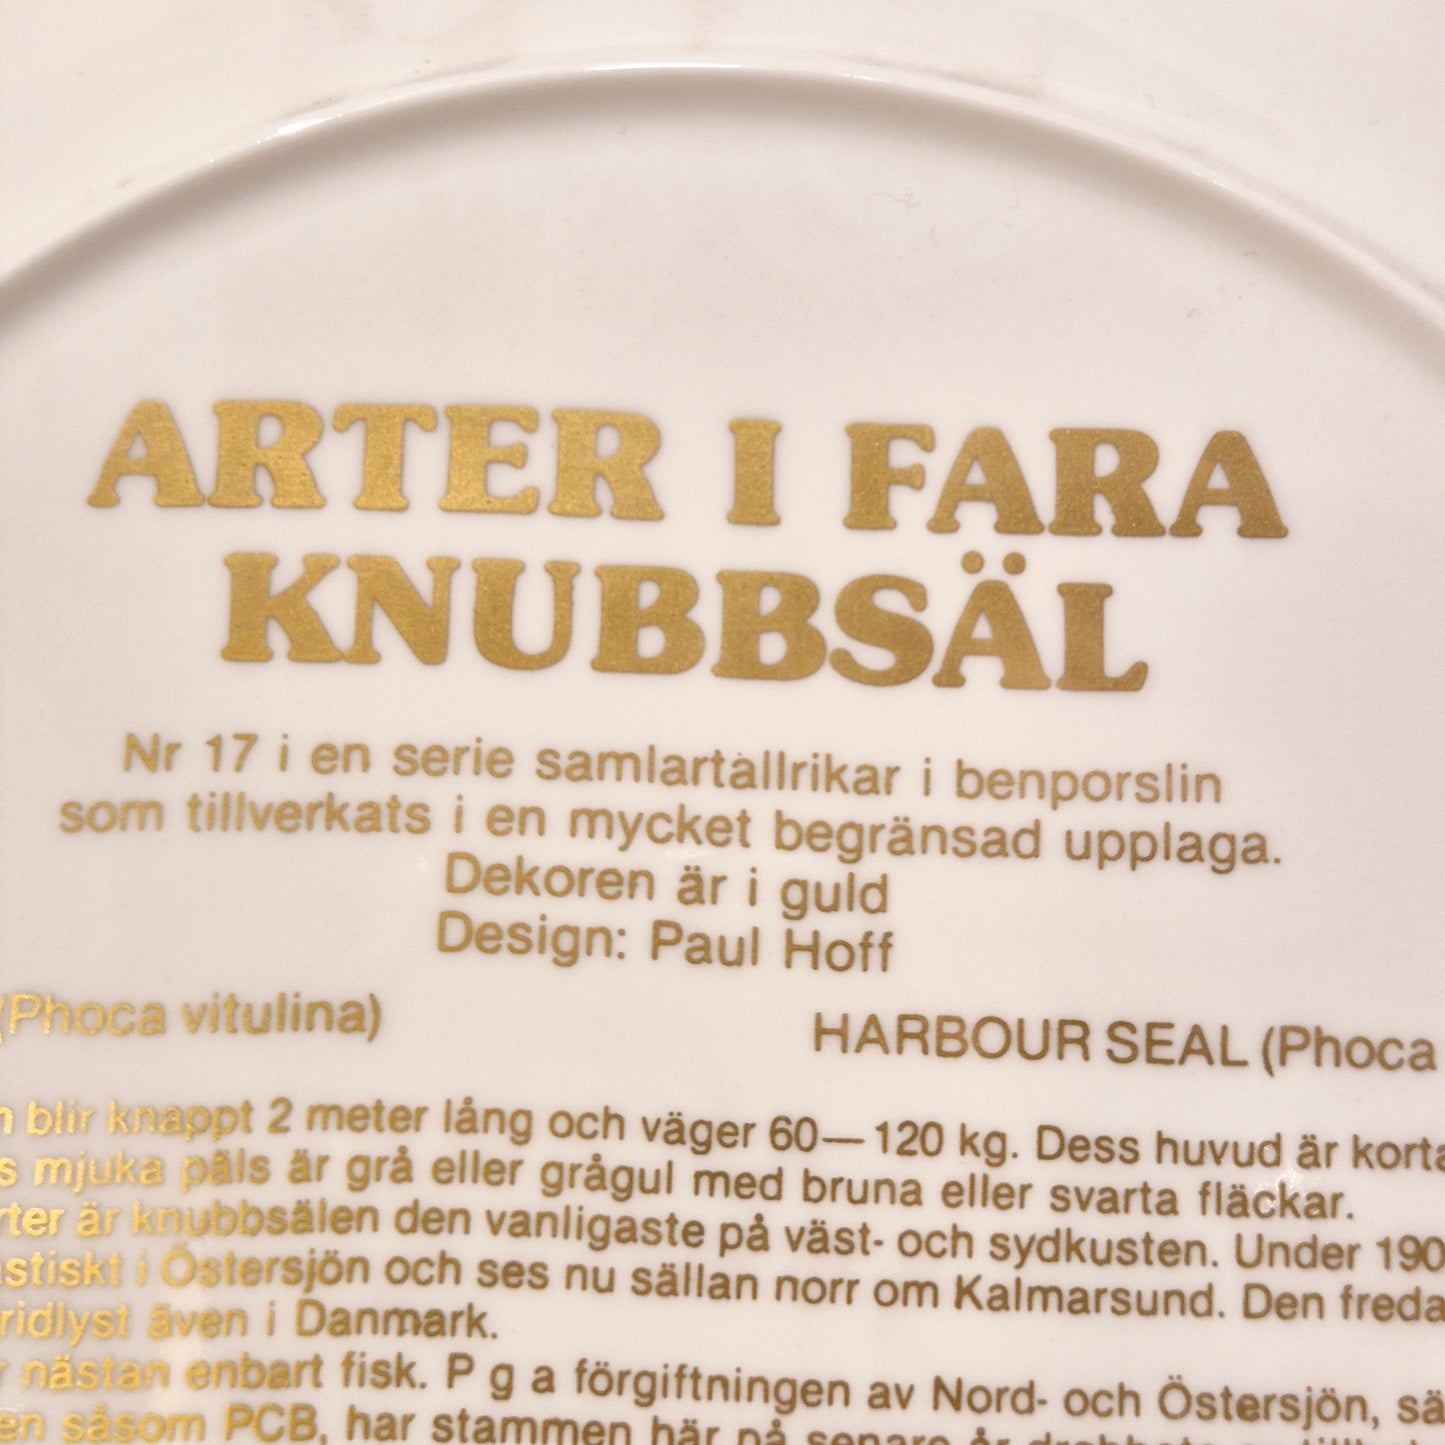 ARTER I FARA
KNUBBSÄL
Nr 17 i en serie samlartallrikar i benporslin
som tillverkats i en mycket begränsad upplaga.
Dekoren är i guld
Design: Paul Hoff
(Phoca vitulina) HARBOUR SEAL (Phoca
blir knappt 2 meter lång och väger 60—120 kg. Dess huvud är
mjuka päls är grå eller grågul med bruna eller svarta fläckar.
är knubbsälen den vanligaste på väst- och sydkusten. Under 190
i Östersjön och ses nu sällan norr om Kalmarsund. Den
även i Danmark.
nästan enbart fisk. P g a förgiftningen av Nord- och Östersjön,
såsom PCB, har stammen här på senare år